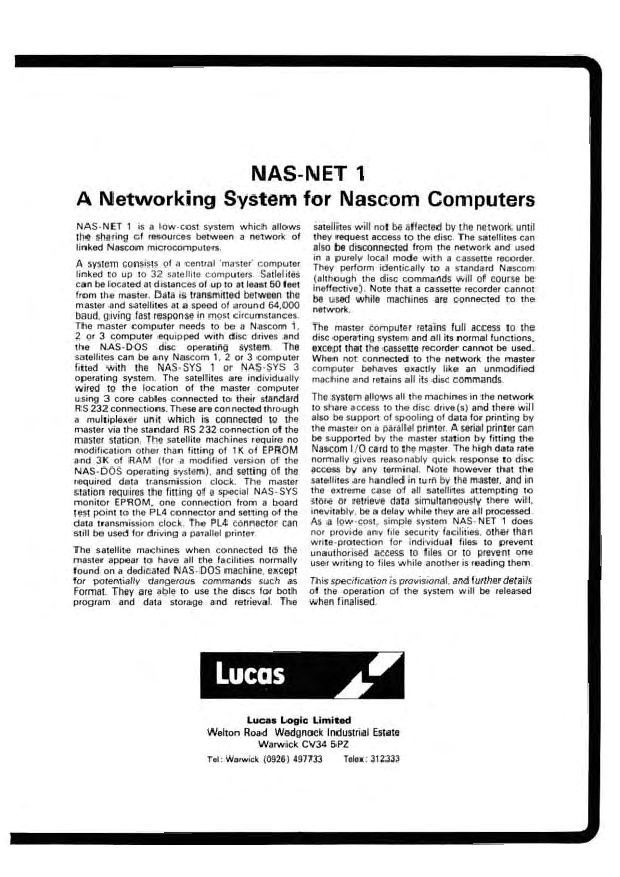 NAS-NET 1
A Networking System for Nascom Computers
NAS-NET 1 is a low-cost system which allows
the sharing of resources between a network of
linked Nascom microcomputers.
A system consists of a central 'master' computer
linked to up to 32 satellite computers. Satlelites
can be located at distances of up to at least 50 feet
from the master. Data is transmitted between the
master and satellites at a speed of around 64,000
baud, giving fast response in most circumstances.
The master computer needs to be a Nascom 1,
2 or 3 computer equipped with disc drives and
the NAS-DOS disc operating system. The
satellites can be any Nascom 1, 2 or 3 computer
fitted with the NAS-SYS 1 or NAS-SYS 3
operating system. The satellites are individually
wired to the location of the master computer
using 3 core cables connected to their standard
RS 232 connections. These are connected through
a multiplexer unit which is connected to the
master via the standard RS 232 connection of the
master station. The satellite machines require no
modification other than fitting of 1K of EPROM
and 3K of RAM (for a modified version of the
NAS-DOS operating system), and setting of the
required data transmission clock. The master
station requires the fitting of a special NAS-SYS
monitor EPROM, one connection from a board
test point to the PL4 connector and setting of the
data transmission clock. The PL4 connector can
still be used for driving a parallel printer.
The satellite machines when connected to the
master appear to have all the facilities normally
found on a dedicated NAS-DOS machine, except
for potentially dangerous commands such as
Format. They are able to use the discs for both
program and data storage and retrieval. The
satellites will not be affected by the network until
they request access to the disc. The satellites can
also be disconnected from the network and used
in a purely local mode with a cassette recorder.
They perform identically to a standard Nascom
(although the disc commands will of course be
ineffective). Note that a cassette recorder cannot
be used while machines are connected to the
network.
The master computer retains full access to the
disc operating system and all its normal functions,
except that the cassette recorder cannot be used.
When not connected to the network the master
computer behaves exactly like an unmodified
machine and retains all its disc commands.
The system allows all the machines in the network
to share access to the disc drive(s) and there will
also be support of spooling of data for printing by
the master on a parallel printer. A serial printer can
be supported by the master station by fitting the
Nascom I/O card to the master. The high data rate
normally gives reasonably quick response to disc
access by any terminal. Note however that the
satellites are handled in turn by the master, and in
the extreme case of all satellites attempting to
store or retrieve data simultaneously there will,
inevitably, be a delay while they are all processed.
As a low-cost, simple system NAS-NET 1 does
nor provide any file security facilities, other than
write-protection for individual files to prevent
unauthorised access to files or to prevent one
user writing to files while another is reading them.
This specification is provisional, and further details
of the operation of the system will be released
when finalised.
Lucas
Lucas Logic Limited
Welton Road Wedgnock Industrial Estate
Warwick CV34 5PZ
Tel: Warwick (0926) 497733 Telex: 312333